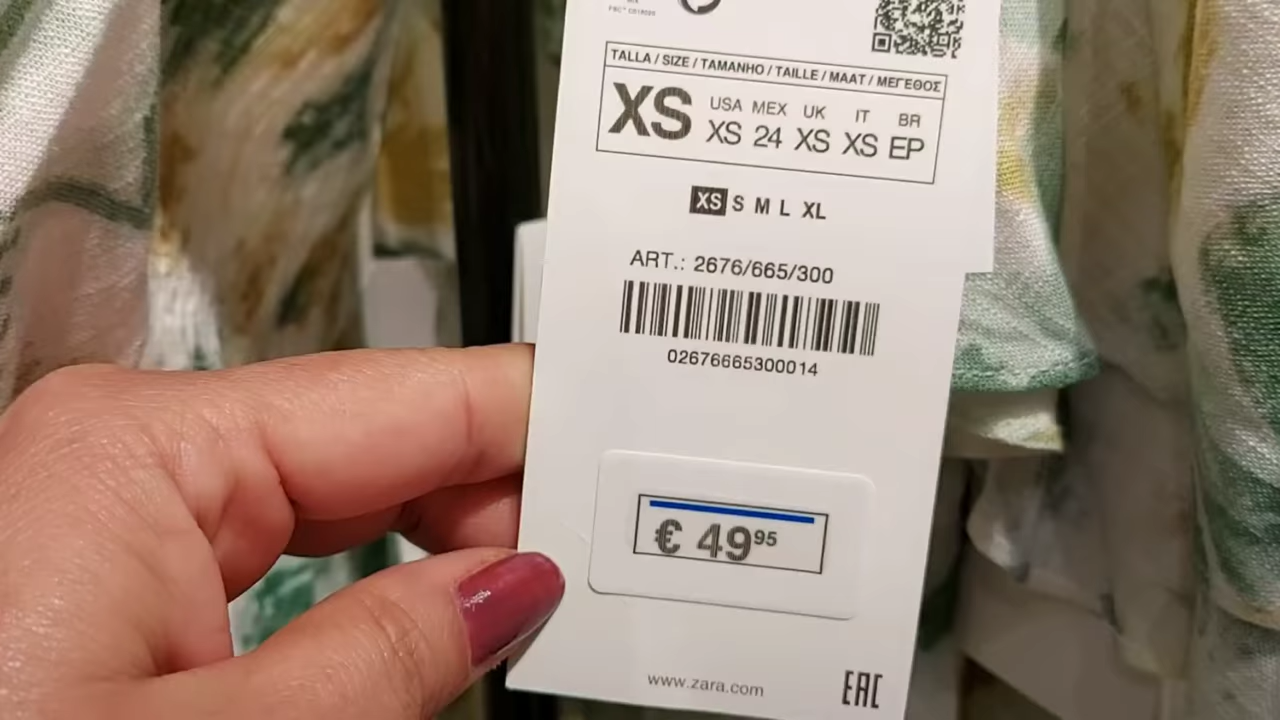 TALLA / SIZE / TAMANHO / TAILLE / MAAT / ΜΕΓΕΘΟΣ
XS
USA MEX UK IT BR
XS 24 XS XS EP
XS S M L XL
ART.: 2676/665/300
02676665300014
€ 49 95
www.zara.com
EAC